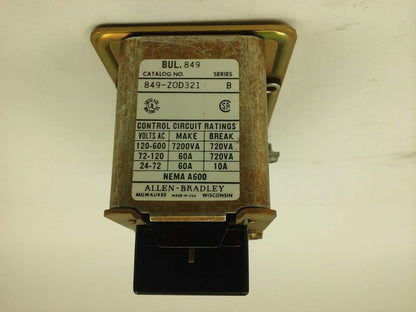 BUL. 849
CATALOG NO. SERIES
849-ZOD321 B
CONTROL CIRCUIT RATINGS
VOLTS AC MAKE BREAK
120-600 7200VA 720VA
72-120 60A 720VA
24-72 60A 10A
NEMA A600
ALLEN-BRADLEY
MILWAUKEE MADE IN U.S.A. WISCONSIN